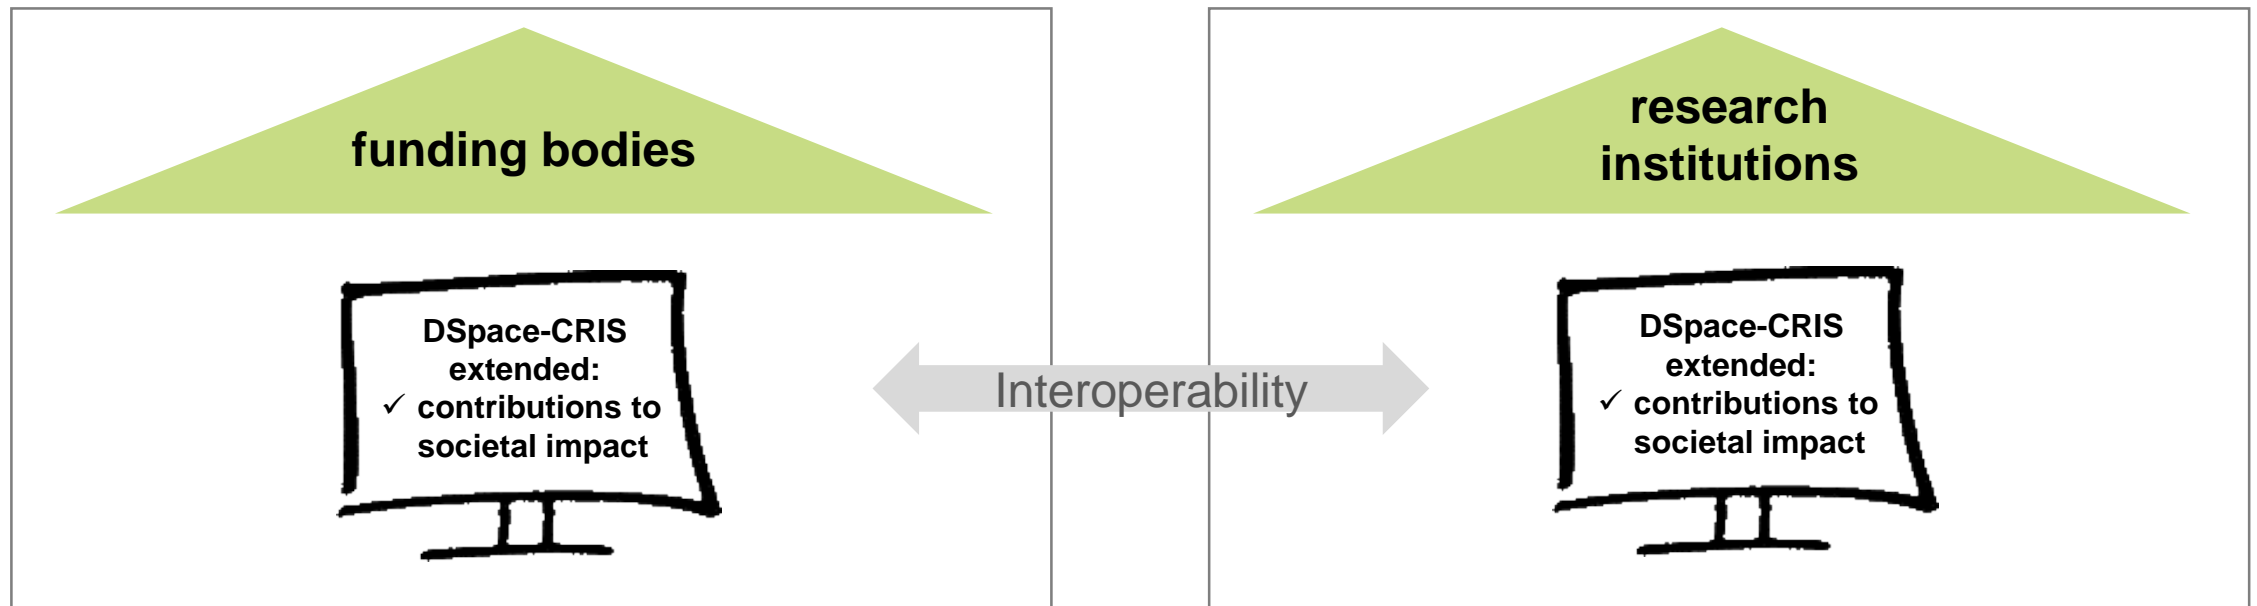 funding bodies
DSpace-CRIS
extended:
✓ contributions to
societal impact
Interoperability
research
institutions
DSpace-CRIS
extended:
✓ contributions to
societal impact